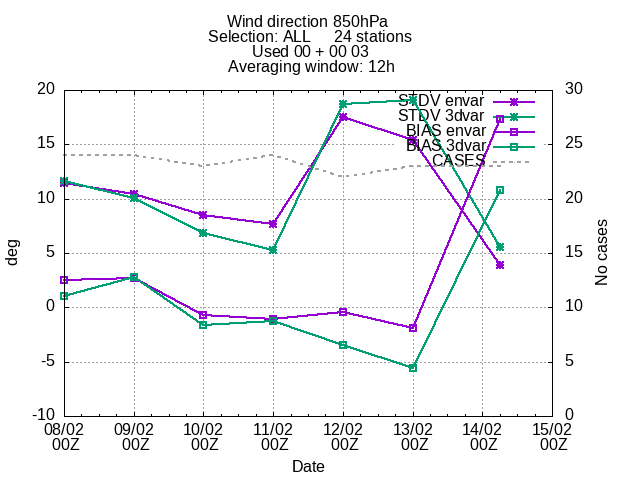 Wind direction 850hPa
Selection: ALL 24 stations
Used 00 + 00 03
Averaging window: 12h
20 30
STDV envar
STDV 3dvar
15 25
BIAS envar
BIAS 3dvar
CASES
10 20
deg
5 15
No cases
0 10
-5 5
-10 0
08/02 09/02 10/02 11/02 12/02 13/02 14/02 15/02
00Z 00Z 00Z 00Z 00Z 00Z 00Z 00Z
Date